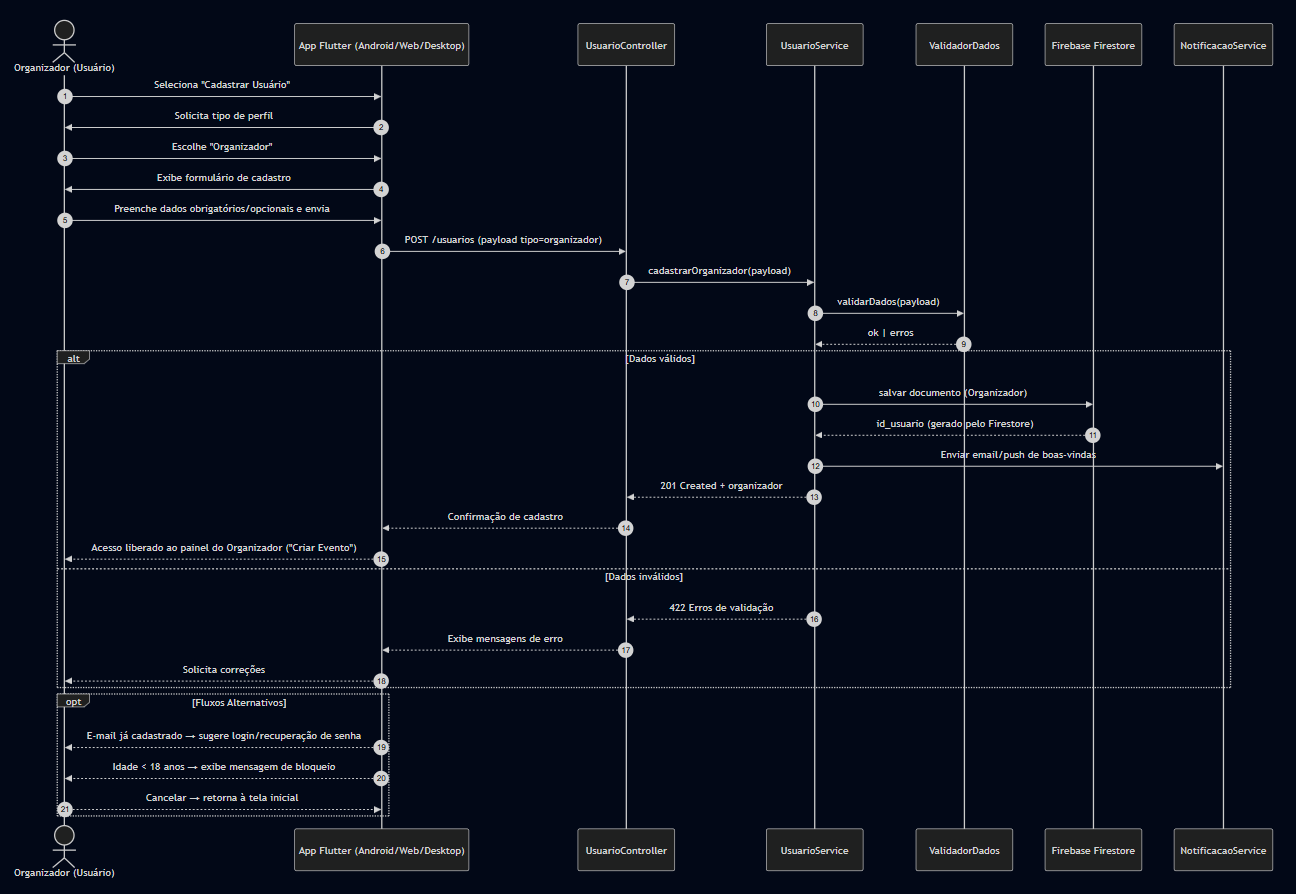 App Flutter (Android/Web/Desktop)
UsuarioController
UsuarioService
ValidadorDados
Firebase Firestore
NotificacaoService
Organizador (Usuário)
Seleciona "Cadastrar Usuário"
1
Solicita tipo de perfil
2
Escolhe "Organizador"
3
Exibe formulário de cadastro
4
Preenche dados obrigatórios/opcionais e envia
5
POST /usuarios (payload tipo=organizador)
6
cadastrarOrganizador(payload)
7
validarDados(payload)
8
ok | erros
9
alt
[Dados válidos]
salvar documento (Organizador)
10
id_usuario (gerado pelo Firestore)
11
Enviar email/push de boas-vindas
12
201 Created + organizador
13
Confirmação de cadastro
14
Acesso liberado ao painel do Organizador ("Criar Evento")
15
[Dados inválidos]
422 Erros de validação
16
Exibe mensagens de erro
17
Solicita correções
18
opt
[Fluxos Alternativos]
E-mail já cadastrado → sugere login/recuperação de senha
19
Idade < 18 anos → exibe mensagem de bloqueio
20
Cancelar → retorna à tela inicial
21
App Flutter (Android/Web/Desktop)
UsuarioController
UsuarioService
ValidadorDados
Firebase Firestore
NotificacaoService
Organizador (Usuário)